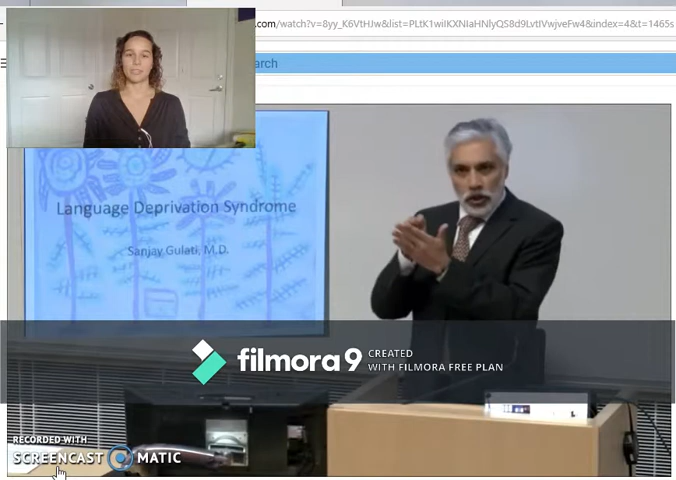 .com/watch?v=8yy_K6VtHJw&list=PLtK1wiIKXNIaHNlyQS8d9LvtIVwjveFw4&index=4&t=1465s
arch
Language Deprivation Syndrome
Sanjay Gulati, M.D.
filmora9
CREATED
WITH FILMORA FREE PLAN
RECORDED WITH
SCREENCAST MATIC